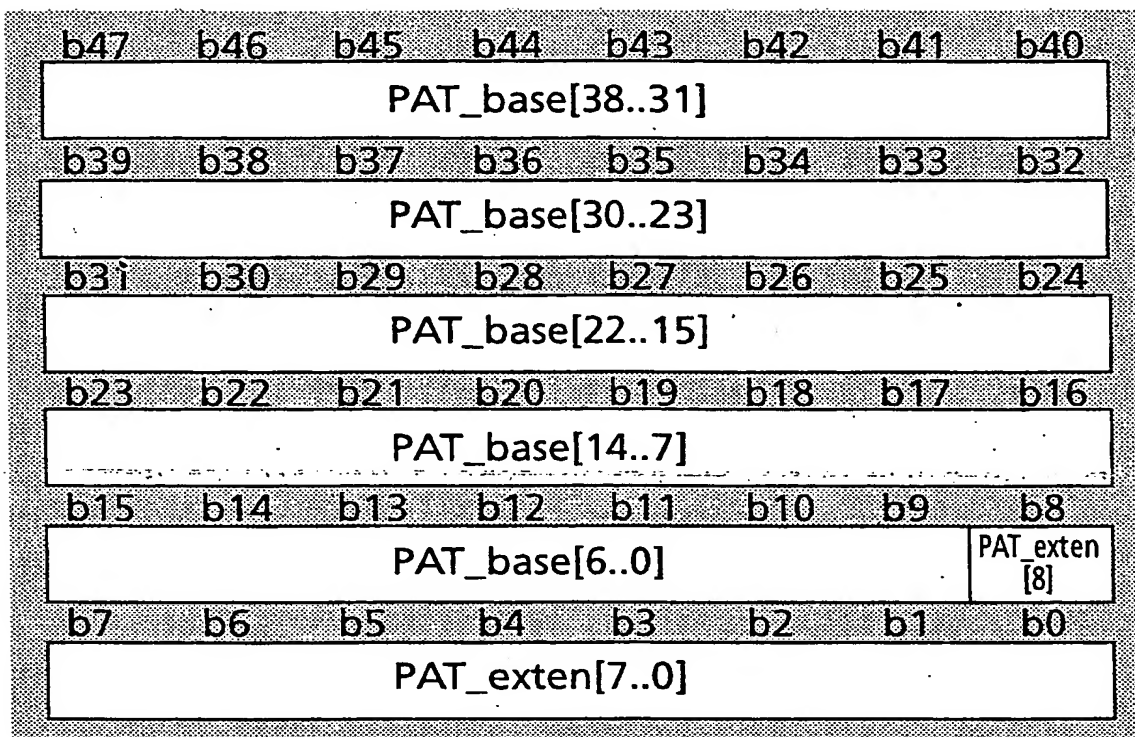 b47 b46 b45 b44 b43 b42 b41 b40
PAT_base[38..31]
b39 b38 b37 b36 b35 b34 b33 b32
PAT_base[30..23]
b31 b30 b29 b28 b27 b26 b25 b24
PAT_base[22..15]
b23 b22 b21 b20 b19 b18 b17 b16
PAT_base[14..7]
b15 b14 b13 b12 b11 b10 b9 b8
PAT_base[6..0] PAT_exten
[8]
b7 b6 b5 b4 b3 b2 b1 b0
PAT_exten[7..0]